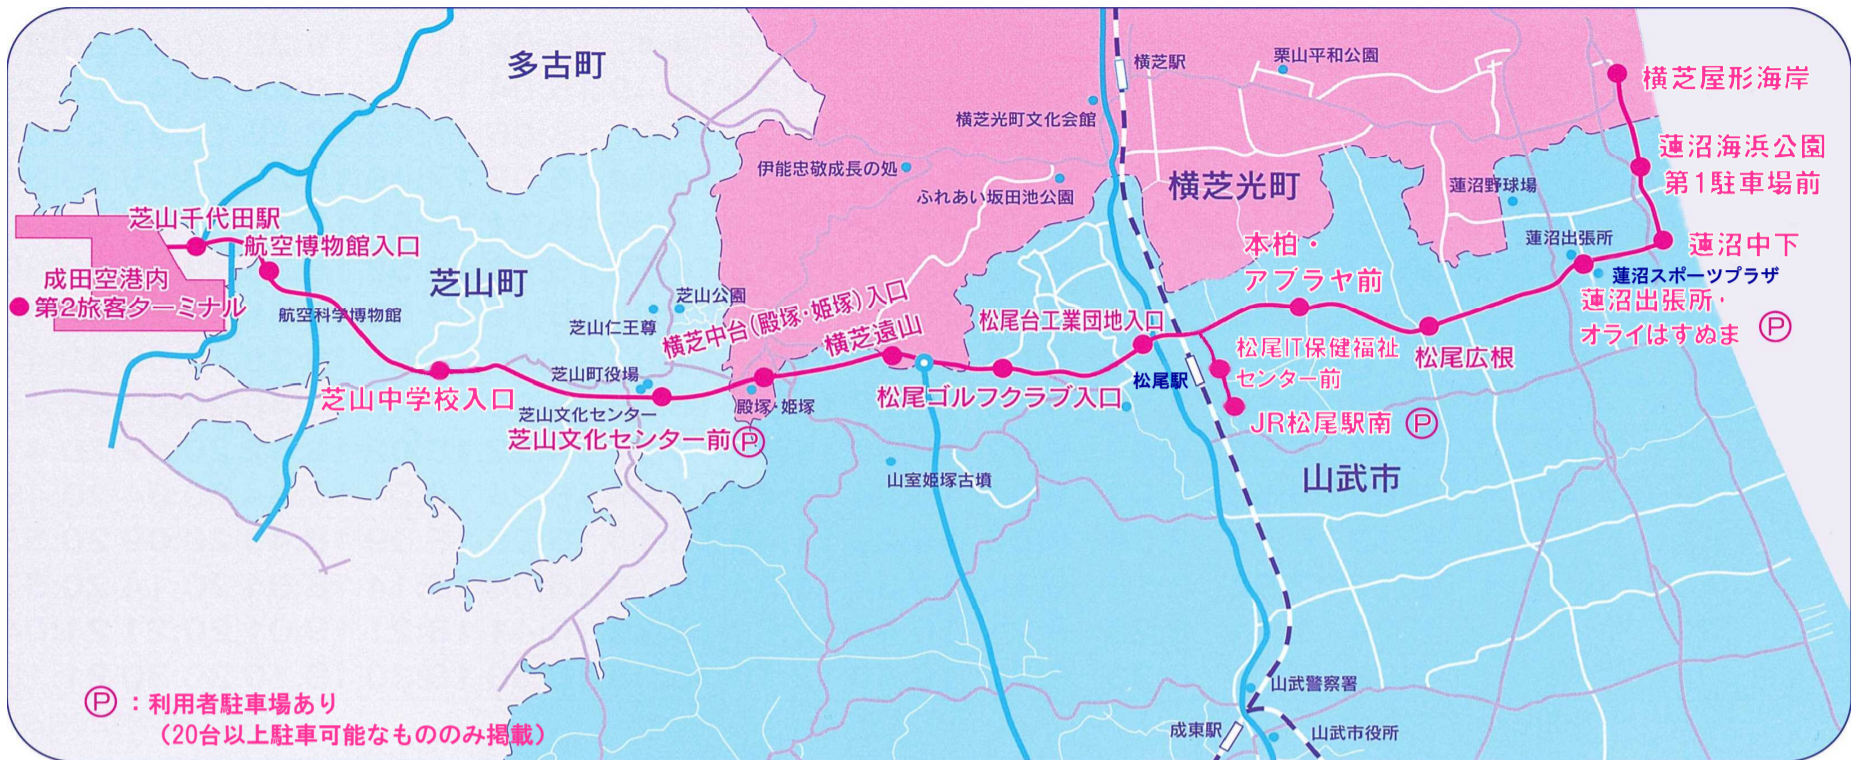 多古町
横芝駅
栗山平和公園
横芝屋形海岸
横芝光町文化会館
蓮沼海浜公園
第1駐車場前
伊能忠敬成長の処
ふれあい坂田池公園
横芝光町
蓮沼野球場
芝山千代田駅
航空博物館入口
本柏・
アブラヤ前
蓮沼出張所
蓮沼中下
蓮沼スポーツプラザ
成田空港内
第2旅客ターミナル
芝山町
航空科学博物館
芝山公園
芝山仁王尊
横芝中台(殿塚・姫塚)入口
横芝遠山
松尾台工業団地入口
蓮沼出張所・
オライはすぬま Ⓟ
松尾IT保健福祉
センター前
松尾広根
芝山町役場
松尾駅
芝山中学校入口
芝山文化センター
殿塚・姫塚
松尾ゴルフクラブ入口
JR松尾駅南 Ⓟ
芝山文化センター前Ⓟ
山室姫塚古墳
山武市
山武警察署
成東駅
山武市役所
Ⓟ：利用者駐車場あり
（20台以上駐車可能なもののみ掲載）